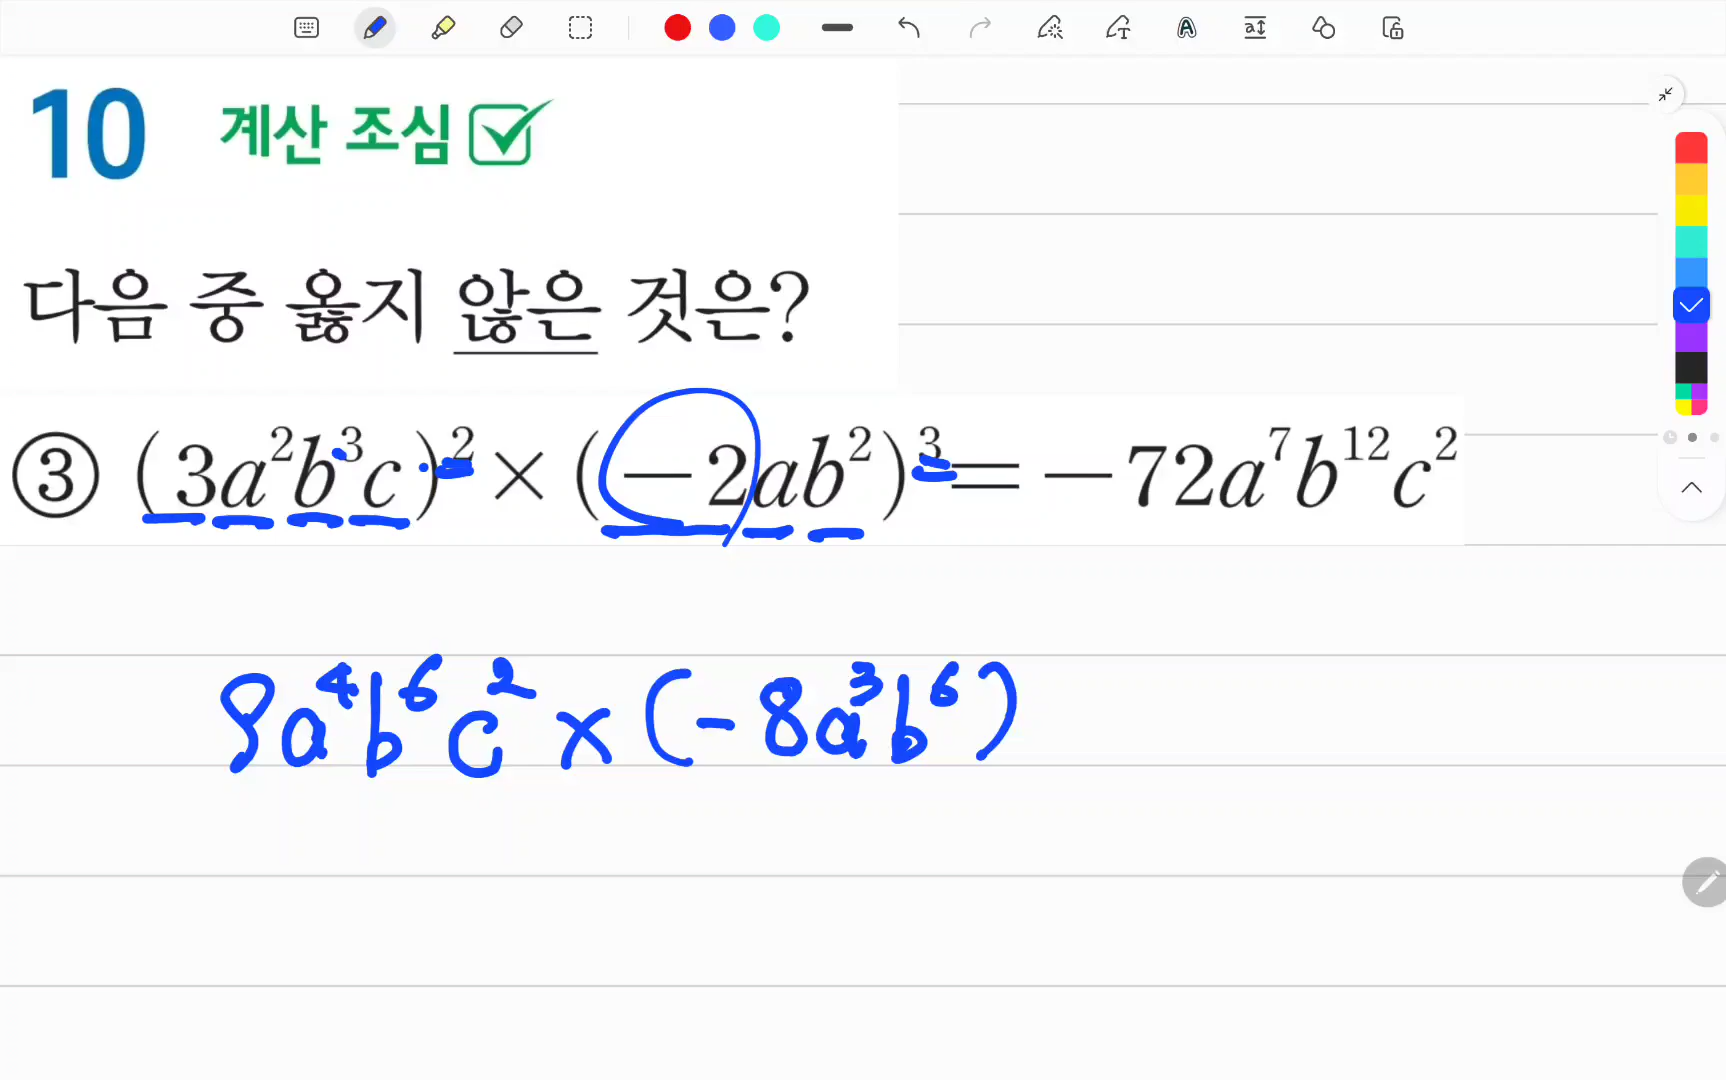 10 계산 조심
다음 중 옳지 않은 것은?
③ (3a²b³c)² × (−2ab²)³ = −72a⁷b¹²c²
9a⁴b⁶c² × (−8a³b⁶)